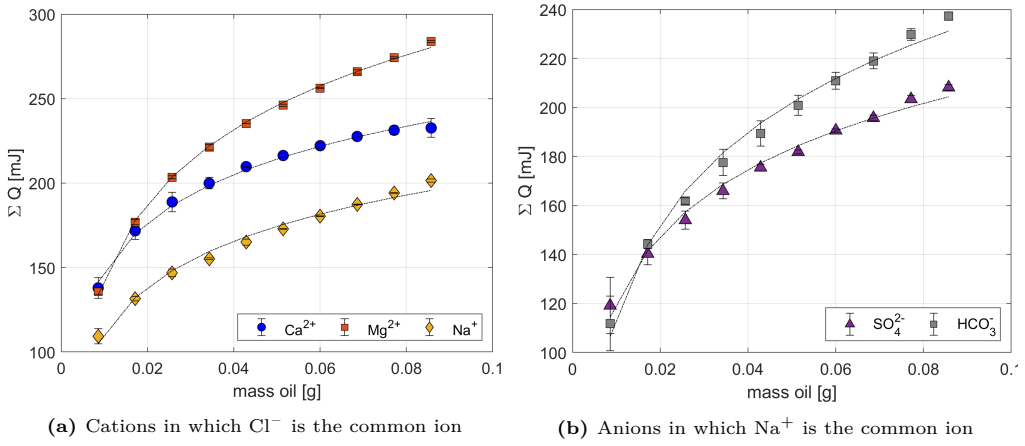 300
250
200
150
100
Σ Q [mJ]
0
0.02
0.04
0.06
0.08
0.1
mass oil [g]
Ca²⁺
Mg²⁺
Na⁺
(a) Cations in which Cl⁻ is the common ion
240
220
200
180
160
140
120
100
Σ Q [mJ]
0
0.02
0.04
0.06
0.08
0.1
mass oil [g]
SO₄²⁻
HCO₃⁻
(b) Anions in which Na⁺ is the common ion